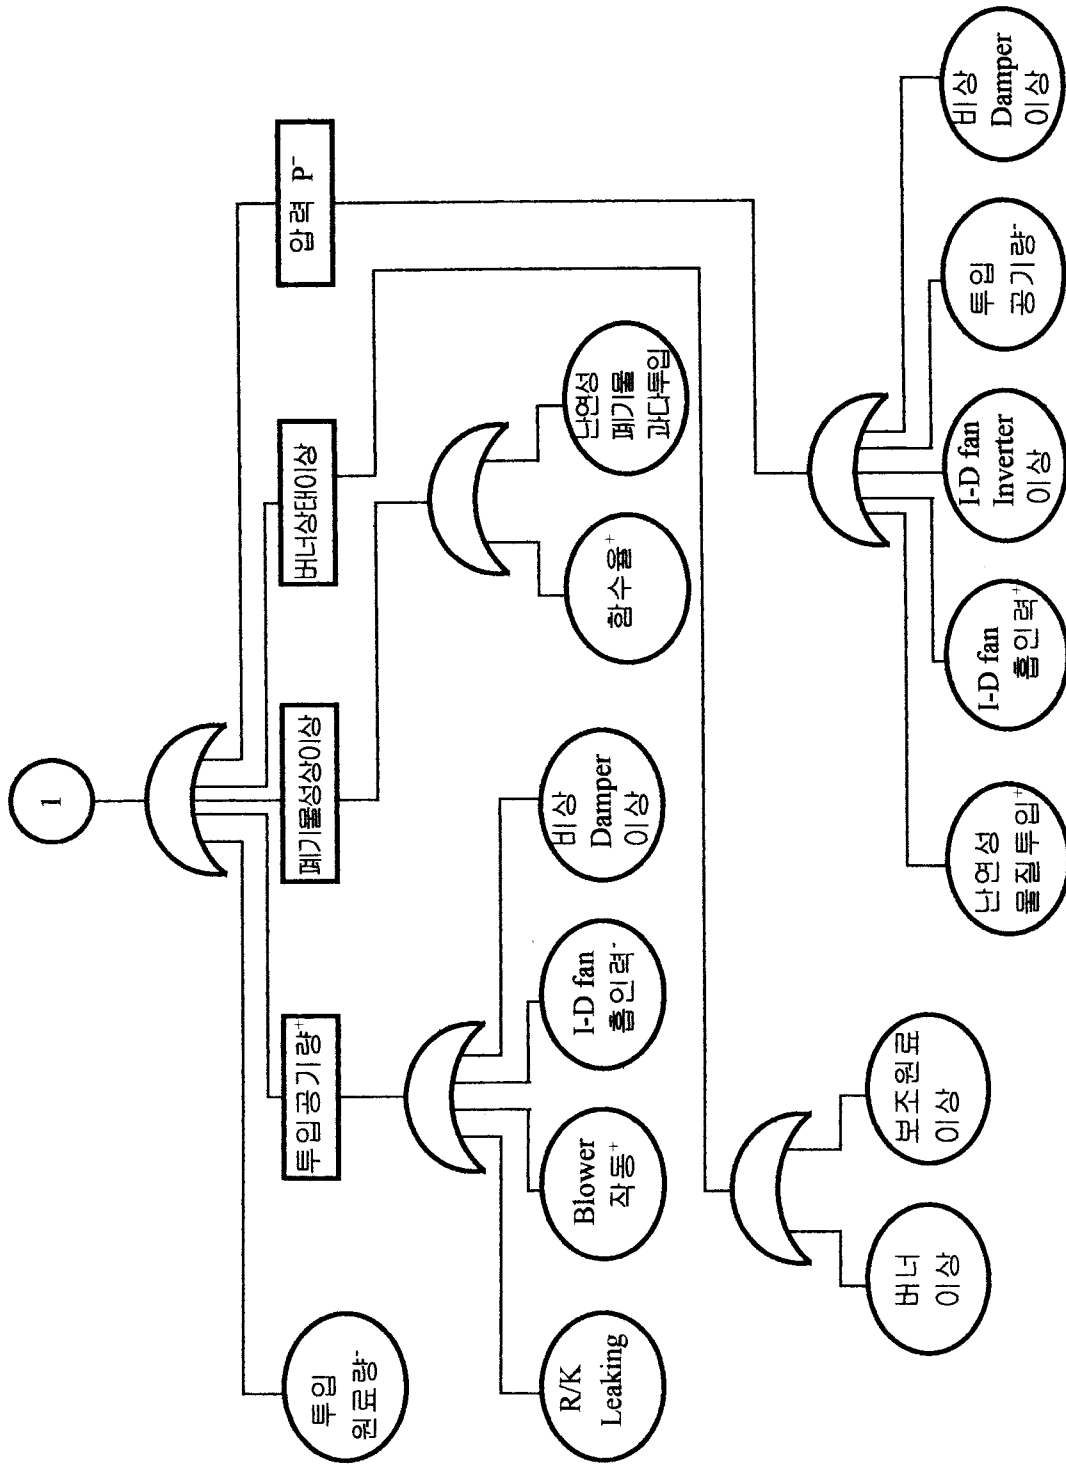 1
투입
원료량-
투입공기량+
폐기물성상이상
버너상태이상
압력 P-
R/K
Leaking
Blower
작동+
I-D fan
흡인력-
비상
Damper
이상
함수율+
난연성
폐기물
과다투입
버너
이상
보조원료
이상
난연성
물질투입+
I-D fan
흡인력+
I-D fan
Inverter
이상
투입
공기량-
비상
Damper
이상